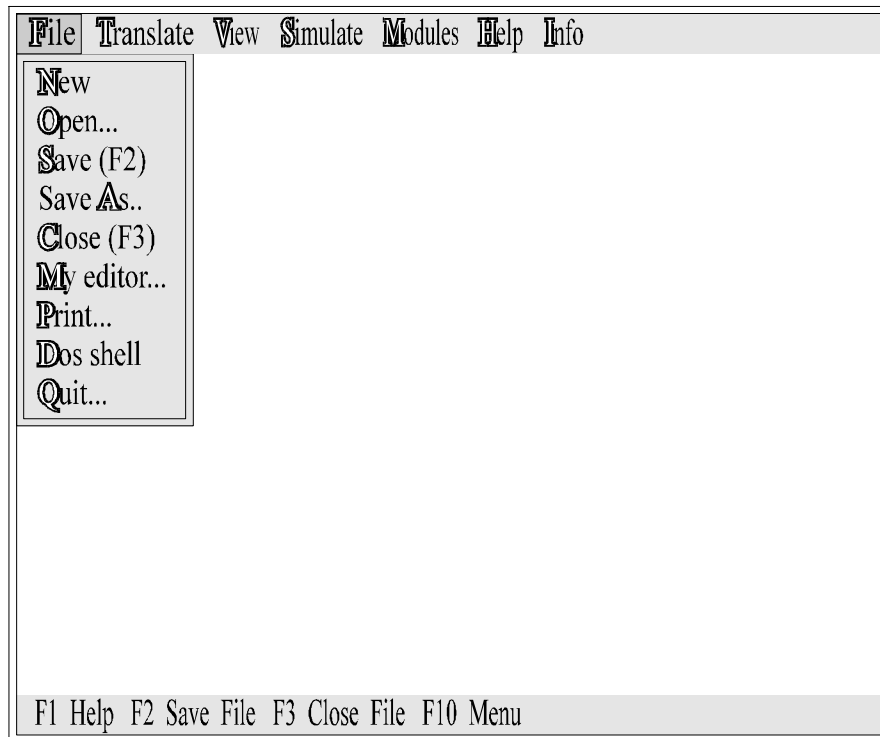 File Translate View Simulate Modules Help Info
New
Open...
Save (F2)
Save As..
Close (F3)
My editor...
Print...
Dos shell
Quit...
F1 Help F2 Save File F3 Close File F10 Menu